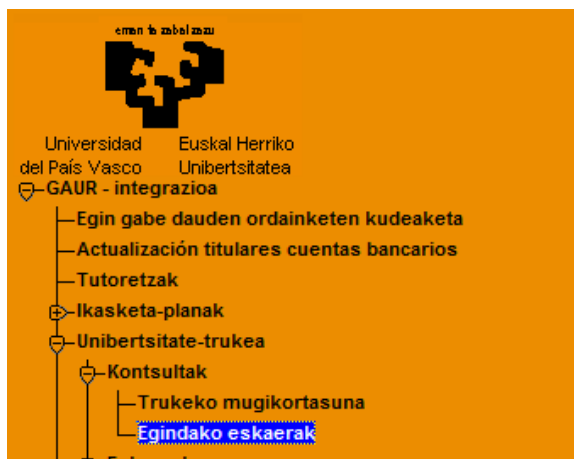 eman ta zabal zazu
Universidad Euskal Herriko
del País Vasco Unibertsitatea
GAUR - integrazioa
Egin gabe dauden ordainketen kudeaketa
Actualización titulares cuentas bancarios
Tutoretzak
Ikasketa-planak
Unibertsitate-trukea
Kontsultak
Trukeko mugikortasuna
Egindako eskaerak